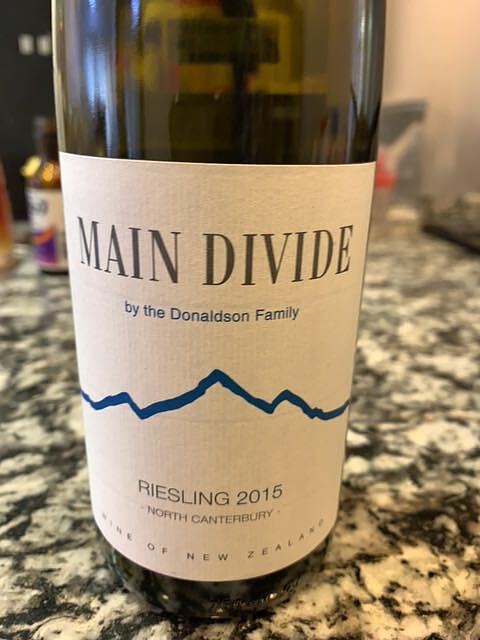 MAIN DIVIDE
by the Donaldson Family
RIESLING 2015
- NORTH CANTERBURY -
WINE OF NEW ZEALAND